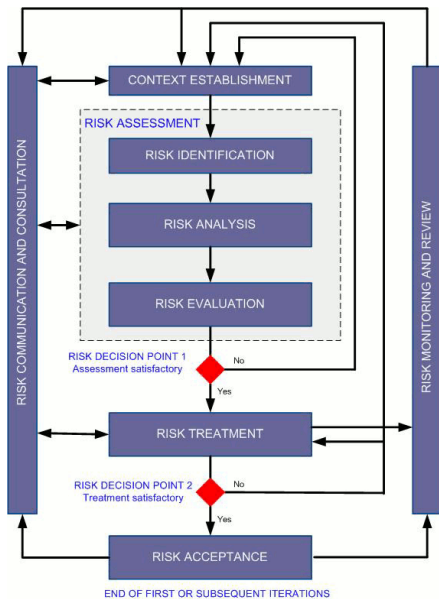 CONTEXT ESTABLISHMENT
RISK ASSESSMENT
RISK IDENTIFICATION
RISK ANALYSIS
RISK EVALUATION
RISK COMMUNICATION AND CONSULTATION
RISK MONITORING AND REVIEW
RISK DECISION POINT 1
Assessment satisfactory
No
Yes
RISK TREATMENT
RISK DECISION POINT 2
Treatment satisfactory
No
Yes
RISK ACCEPTANCE
END OF FIRST OR SUBSEQUENT ITERATIONS